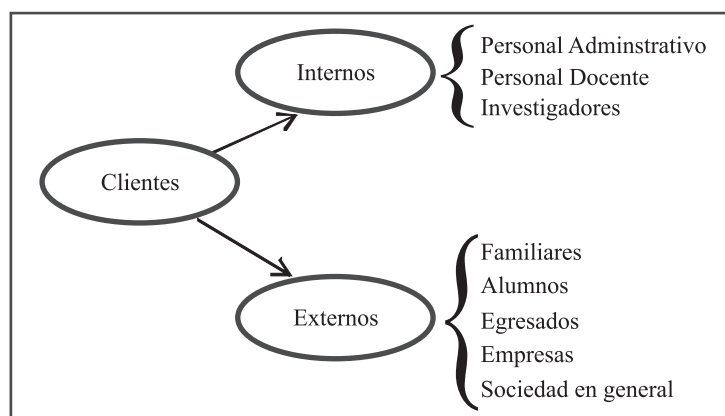 Clientes
Internos
Personal Adminstrativo
Personal Docente
Investigadores
Externos
Familiares
Alumnos
Egresados
Empresas
Sociedad en general